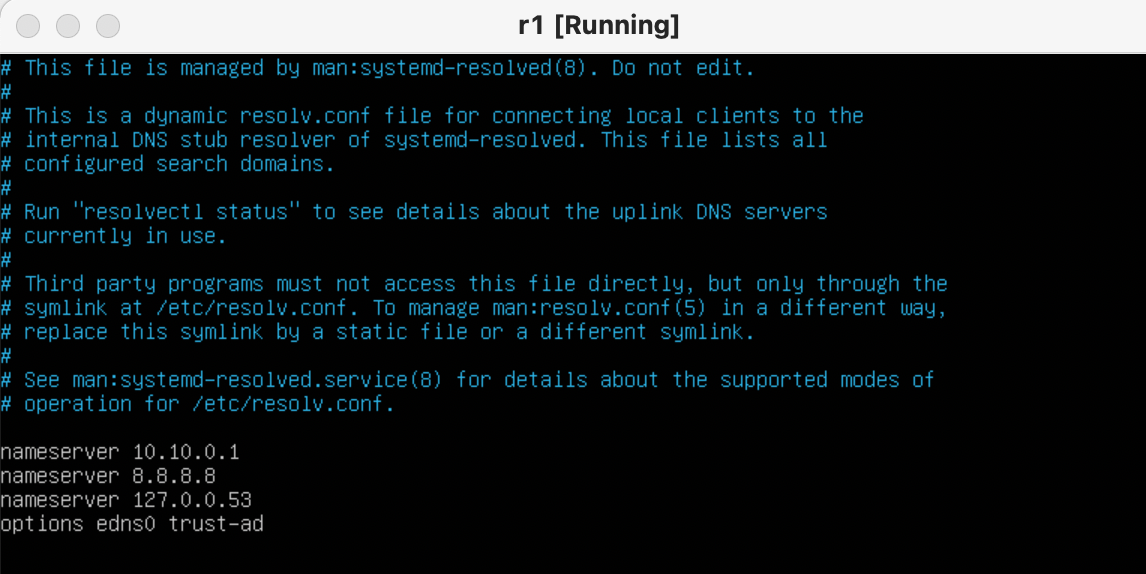 r1 [Running]
# This file is managed by man:systemd-resolved(8). Do not edit.
#
# This is a dynamic resolv.conf file for connecting local clients to the
# internal DNS stub resolver of systemd-resolved. This file lists all
# configured search domains.
#
# Run "resolvectl status" to see details about the uplink DNS servers
# currently in use.
#
# Third party programs must not access this file directly, but only through the
# symlink at /etc/resolv.conf. To manage man:resolv.conf(5) in a different way,
# replace this symlink by a static file or a different symlink.
#
# See man:systemd-resolved.service(8) for details about the supported modes of
# operation for /etc/resolv.conf.
nameserver 10.10.0.1
nameserver 8.8.8.8
nameserver 127.0.0.53
options edns0 trust-ad